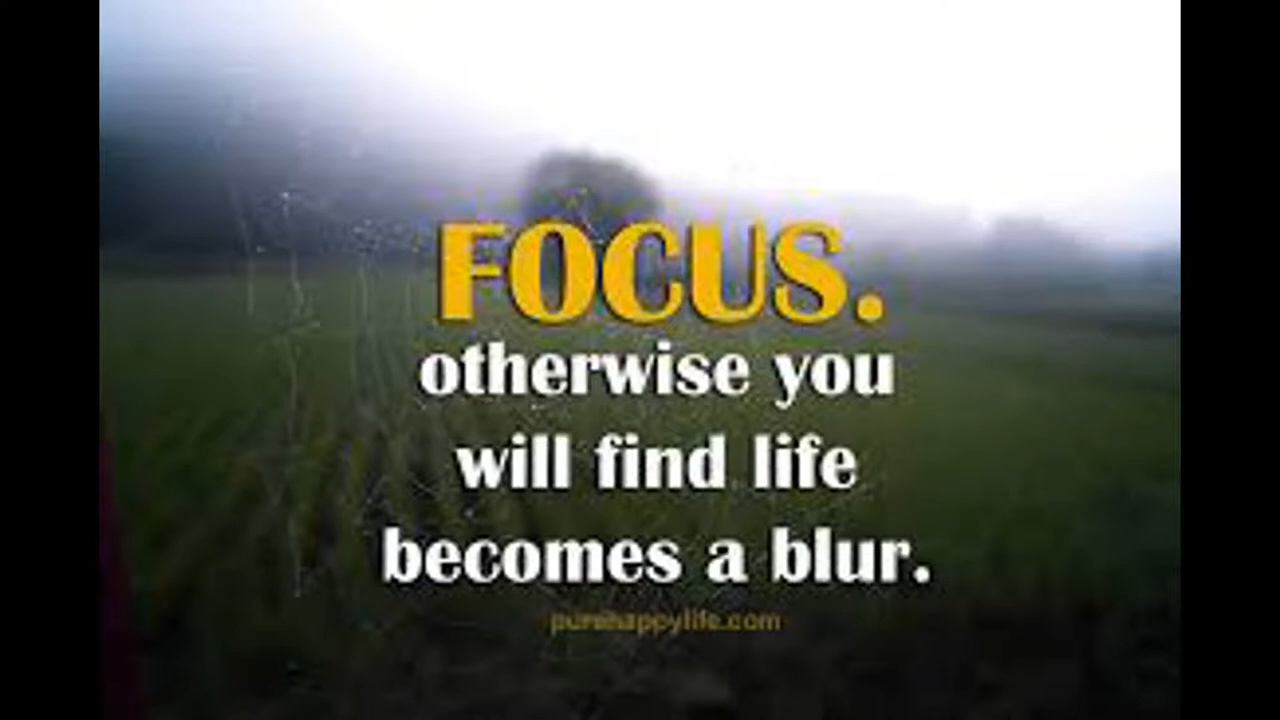 FOCUS.
otherwise you
will find life
becomes a blur.
purehappylife.com